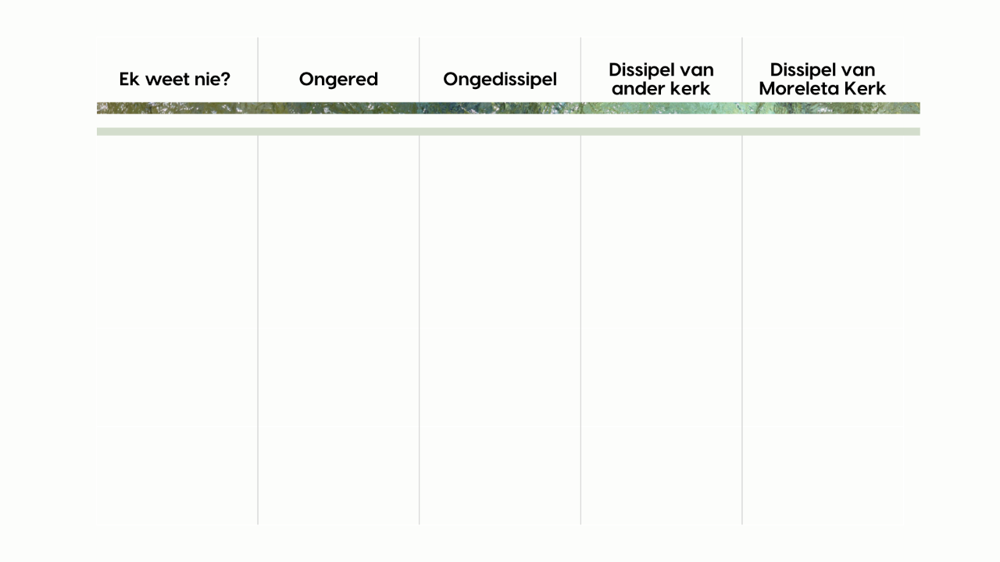 Ek weet nie?
Ongered
Ongedissipel
Dissipel van
ander kerk
Dissipel van
Moreleta Kerk